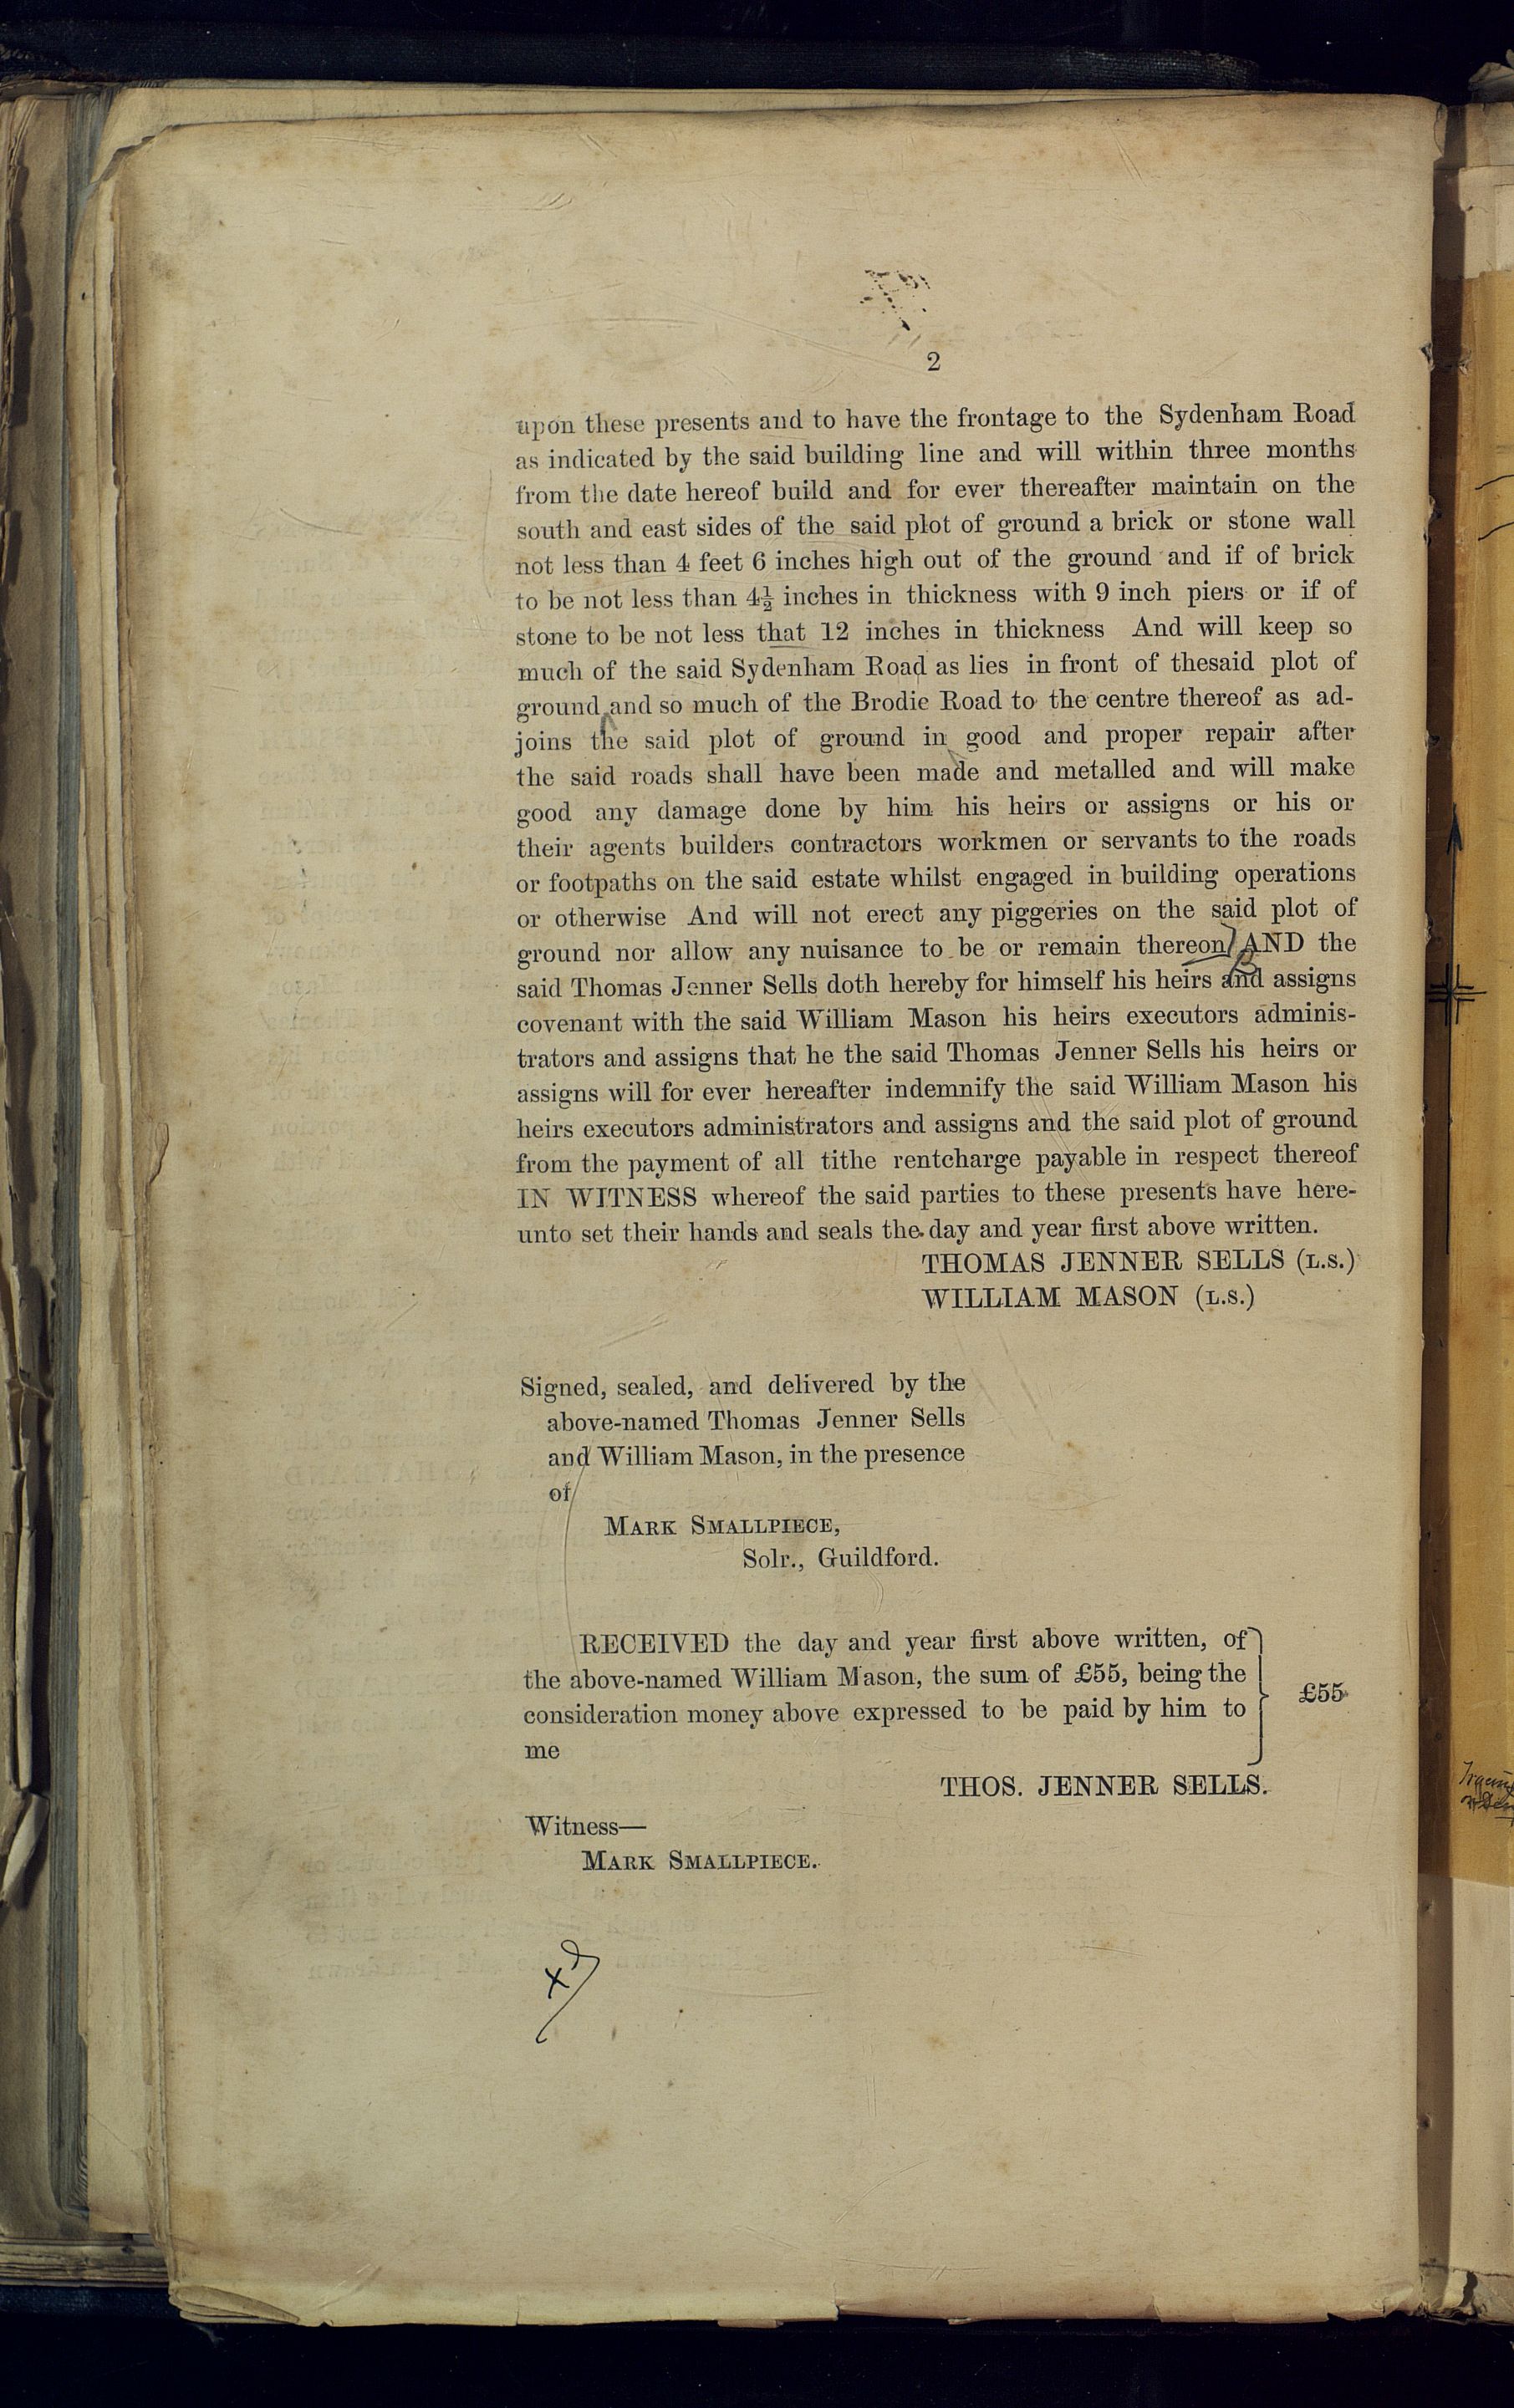 2
upon these presents and to have the frontage to the Sydenham Road
as indicated by the said building line and will within three months
from the date hereof build and for ever thereafter maintain on the
south and east sides of the said plot of ground a brick or stone wall
not less than 4 feet 6 inches high out of the ground and if of brick
to be not less than 4½ inches in thickness with 9 inch piers or if of
stone to be not less that 12 inches in thickness And will keep so
much of the said Sydenham Road as lies in front of thesaid plot of
ground and so much of the Brodie Road to the centre thereof as ad-
joins the said plot of ground in good and proper repair after
the said roads shall have been made and metalled and will make
good any damage done by him his heirs or assigns or his or
their agents builders contractors workmen or servants to the roads
or footpaths on the said estate whilst engaged in building operations
or otherwise And will not erect any piggeries on the said plot of
ground nor allow any nuisance to be or remain thereon AND the
said Thomas Jenner Sells doth hereby for himself his heirs and assigns
covenant with the said William Mason his heirs executors adminis-
trators and assigns that he the said Thomas Jenner Sells his heirs or
assigns will for ever hereafter indemnify the said William Mason his
heirs executors administrators and assigns and the said plot of ground
from the payment of all tithe rentcharge payable in respect thereof
IN WITNESS whereof the said parties to these presents have here-
unto set their hands and seals the day and year first above written.
THOMAS JENNER SELLS (L.S.)
WILLIAM MASON (L.S.)
Signed, sealed, and delivered by the
above-named Thomas Jenner Sells
and William Mason, in the presence
of
MARK SMALLPIECE,
Solr., Guildford.
RECEIVED the day and year first above written, of
the above-named William Mason, the sum of £55, being the
consideration money above expressed to be paid by him to
me
£55
THOS. JENNER SELLS.
Witness—
MARK SMALLPIECE.